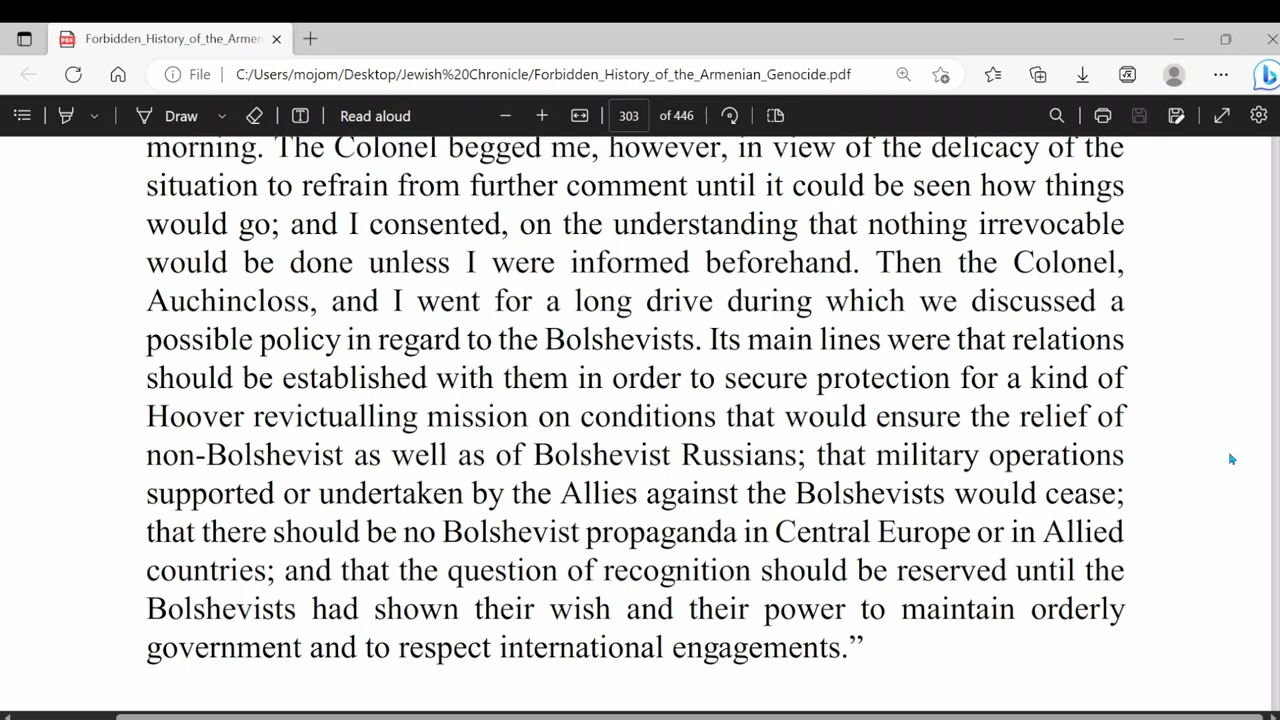 Forbidden_History_of_the_Armen
File C:/Users/mojom/Desktop/Jewish%20Chronicle/Forbidden_History_of_the_Armenian_Genocide.pdf
Draw Read aloud 303 of 446
morning. The Colonel begged me, however, in view of the delicacy of the
situation to refrain from further comment until it could be seen how things
would go; and I consented, on the understanding that nothing irrevocable
would be done unless I were informed beforehand. Then the Colonel,
Auchincloss, and I went for a long drive during which we discussed a
possible policy in regard to the Bolshevists. Its main lines were that relations
should be established with them in order to secure protection for a kind of
Hoover revictualling mission on conditions that would ensure the relief of
non-Bolshevist as well as of Bolshevist Russians; that military operations
supported or undertaken by the Allies against the Bolshevists would cease;
that there should be no Bolshevist propaganda in Central Europe or in Allied
countries; and that the question of recognition should be reserved until the
Bolshevists had shown their wish and their power to maintain orderly
government and to respect international engagements.”